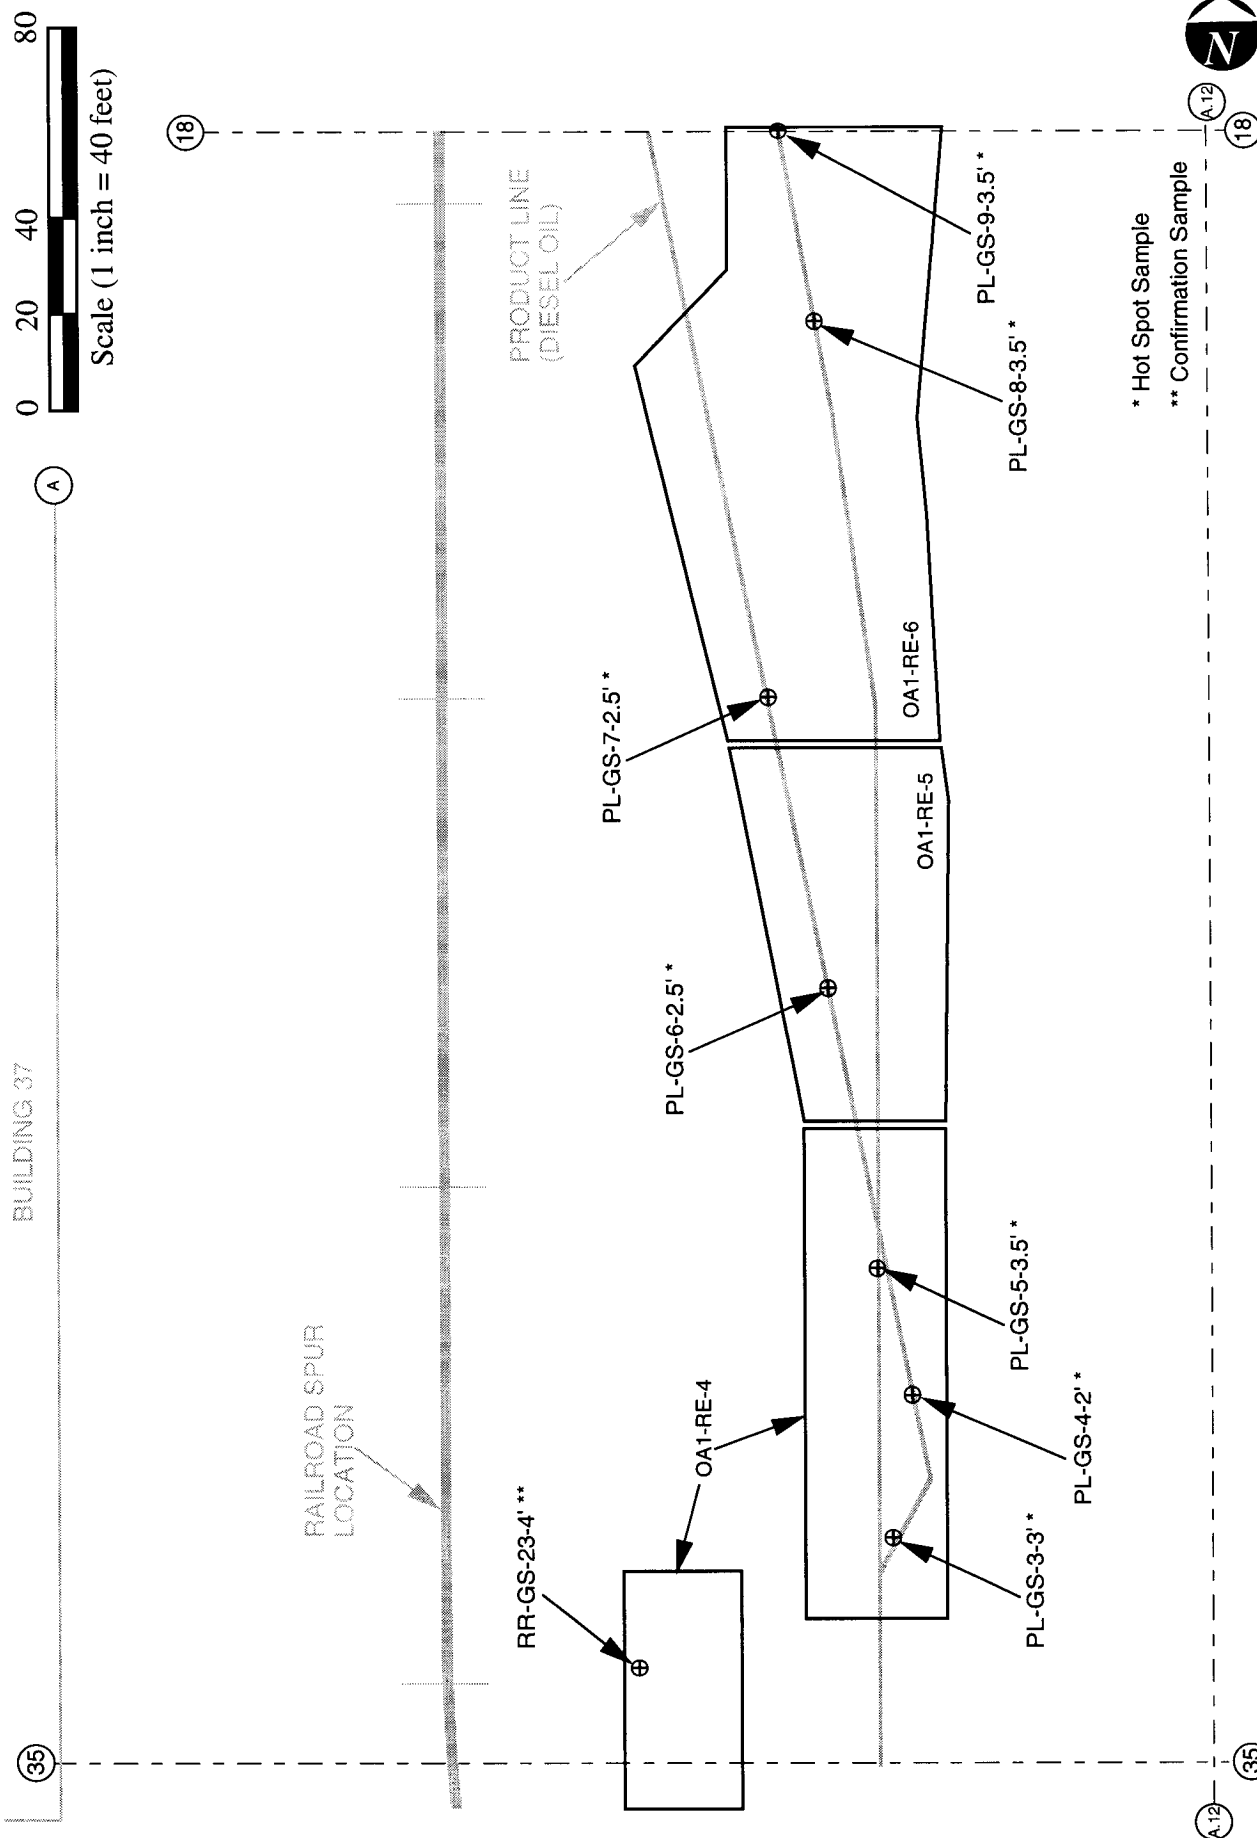 BUILDING 37
35
A
RAILROAD SPUR
LOCATION
18
0 20 40 80
Scale (1 inch = 40 feet)
PRODUCT LINE
(DIESEL OIL)
RR-GS-23-4' **
OA1-RE-4
PL-GS-6-2.5' *
PL-GS-7-2.5' *
OA1-RE-5
OA1-RE-6
PL-GS-3-3' *
PL-GS-4-2' *
PL-GS-5-3.5' *
PL-GS-8-3.5' *
PL-GS-9-3.5' *
* Hot Spot Sample
** Confirmation Sample
A.12
35
A.12
18
N